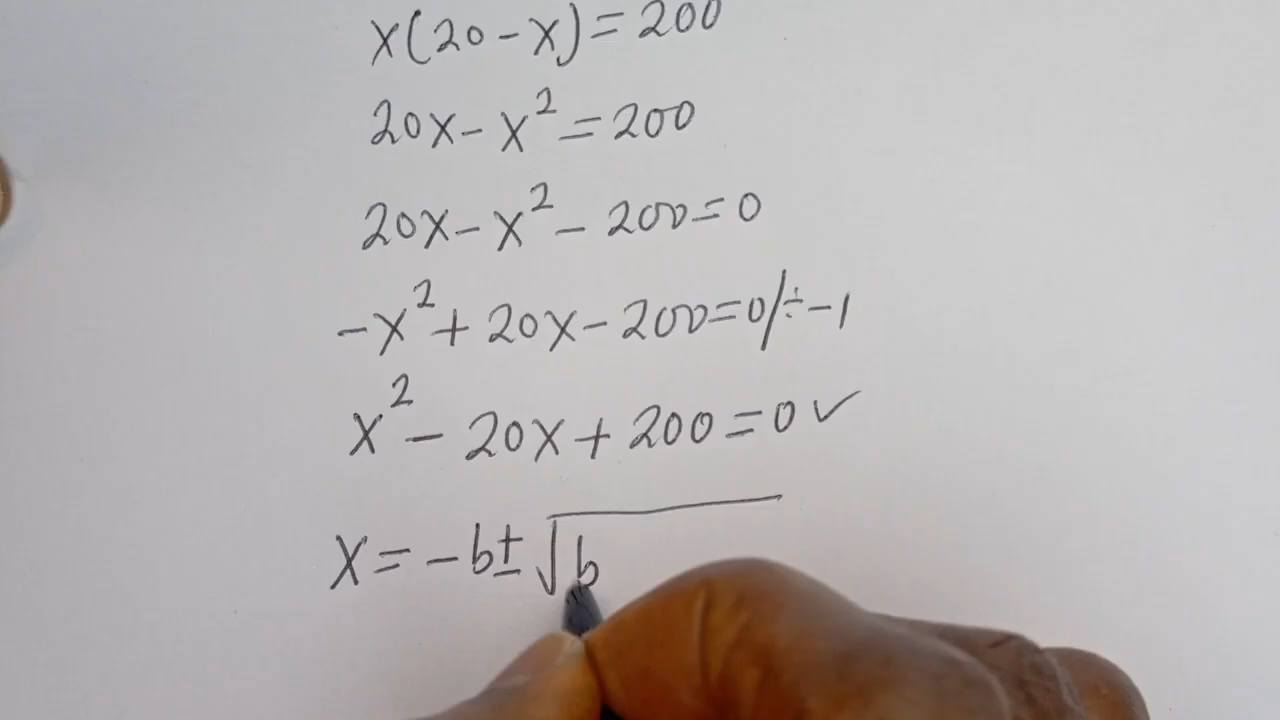 x(20-x)=200
20x-x²=200
20x-x²-200=0
-x²+20x-200=0/÷-1
x²-20x+200=0✓
x=-b±√b